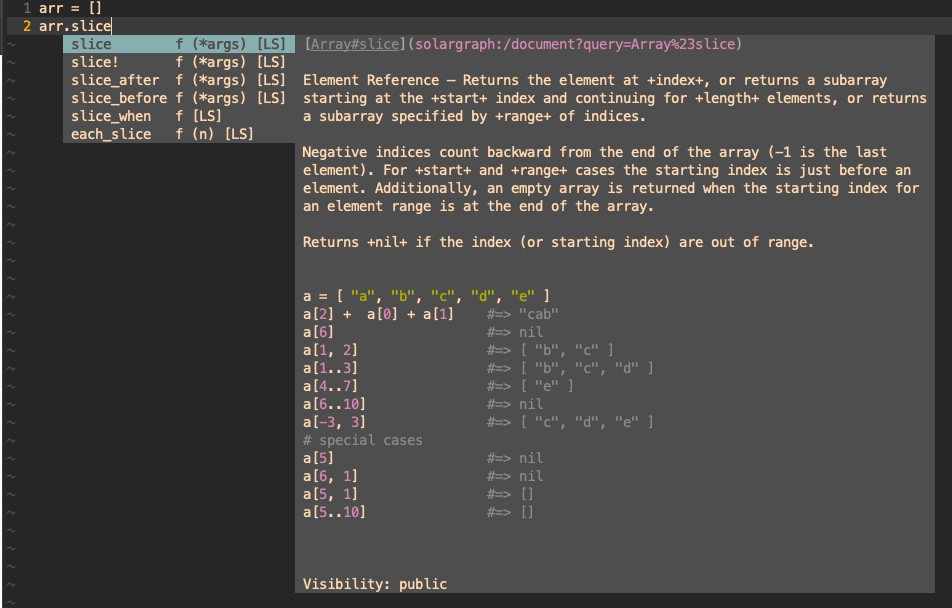 1 arr = []
2 arr.slice
slice f (*args) [LS]
slice! f (*args) [LS]
slice_after f (*args) [LS]
slice_before f (*args) [LS]
slice_when f [LS]
each_slice f (n) [LS]
[Array#slice](solargraph:/document?query=Array%23slice)
Element Reference — Returns the element at +index+, or returns a subarray
starting at the +start+ index and continuing for +length+ elements, or returns
a subarray specified by +range+ of indices.
Negative indices count backward from the end of the array (-1 is the last
element). For +start+ and +range+ cases the starting index is just before an
element. Additionally, an empty array is returned when the starting index for
an element range is at the end of the array.
Returns +nil+ if the index (or starting index) are out of range.
a = [ "a", "b", "c", "d", "e" ]
a[2] +  a[0] + a[1]    #=> "cab"
a[6]                   #=> nil
a[1, 2]                #=> [ "b", "c" ]
a[1..3]                #=> [ "b", "c", "d" ]
a[4..7]                #=> [ "e" ]
a[6..10]               #=> nil
a[-3, 3]               #=> [ "c", "d", "e" ]
# special cases
a[5]                   #=> nil
a[6, 1]                #=> nil
a[5, 1]                #=> []
a[5..10]               #=> []
Visibility: public